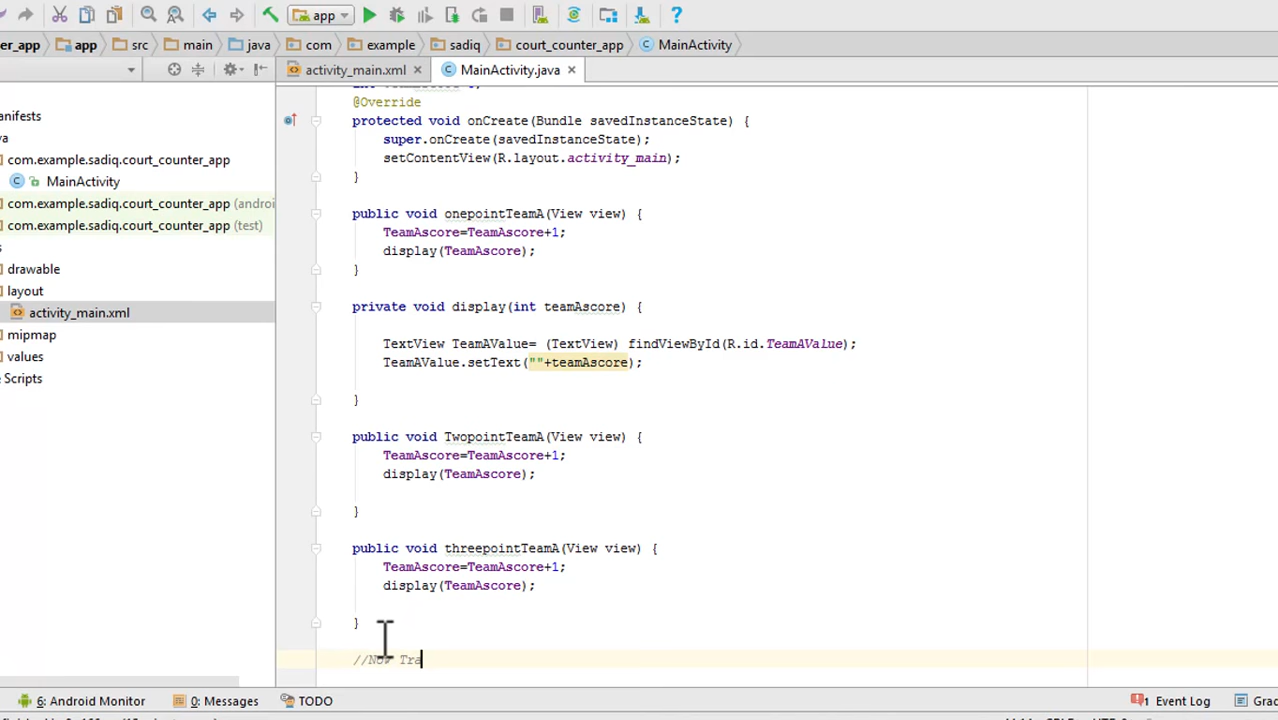 app
er_app app src main java com example sadiq court_counter_app MainActivity
activity_main.xml MainActivity.java
@Override
protected void onCreate(Bundle savedInstanceState) {
super.onCreate(savedInstanceState);
setContentView(R.layout.activity_main);
}
public void onepointTeamA(View view) {
TeamAscore=TeamAscore+1;
display(TeamAscore);
}
private void display(int teamAscore) {
TextView TeamAValue= (TextView) findViewById(R.id.TeamAValue);
TeamAValue.setText(""+teamAscore);
}
public void TwopointTeamA(View view) {
TeamAscore=TeamAscore+1;
display(TeamAscore);
}
public void threepointTeamA(View view) {
TeamAscore=TeamAscore+1;
display(TeamAscore);
}
//Now Tra
anifests
va
com.example.sadiq.court_counter_app
MainActivity
com.example.sadiq.court_counter_app (androi
com.example.sadiq.court_counter_app (test)
s
drawable
layout
activity_main.xml
mipmap
values
Scripts
6: Android Monitor 0: Messages TODO 1 Event Log Grad